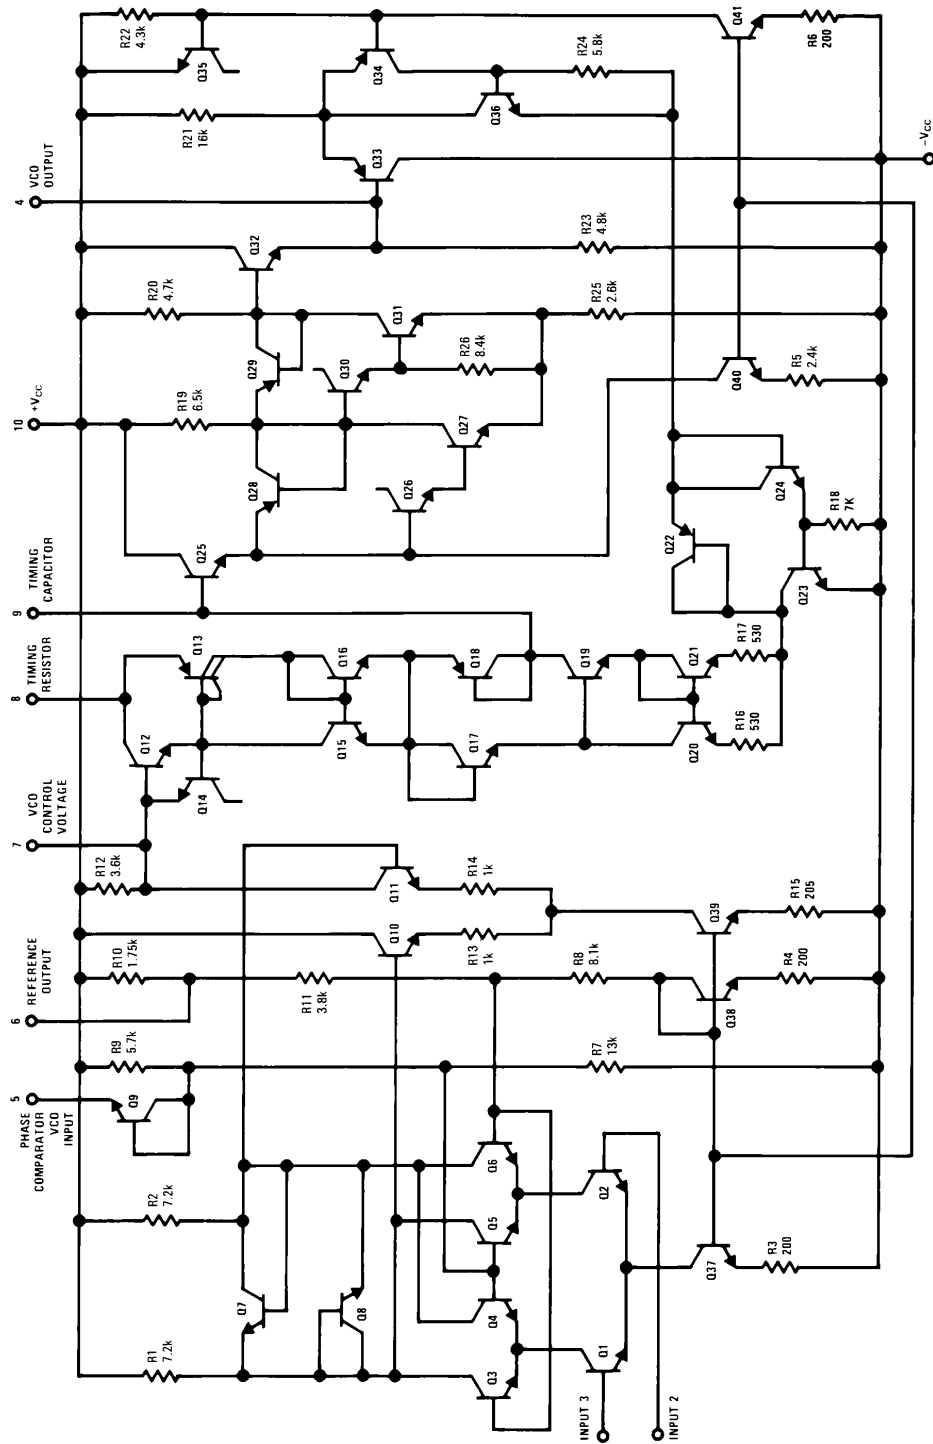 4
VCO
OUTPUT
10
+VCC
9
TIMING
CAPACITOR
8
TIMING
RESISTOR
7
VCO
CONTROL
VOLTAGE
6
REFERENCE
OUTPUT
5
PHASE
COMPARATOR
VCO
INPUT
R22
4.3k
R21
16k
R20
4.7k
R19
6.5k
R12
3.6k
R10
1.75k
R9
5.7k
R2
7.2k
R1
7.2k
Q35
Q34
Q36
Q33
R24
5.8k
Q41
R6
200
Q32
R23
4.8k
Q29
Q31
Q30
R26
8.4k
R25
2.6k
Q28
Q27
Q26
Q25
Q40
R5
2.4k
Q24
Q22
R18
7K
Q23
Q13
Q12
Q14
Q16
Q15
Q18
Q17
Q19
Q21
Q20
R17
530
R16
530
Q11
Q10
R14
1k
R13
1k
Q39
R15
205
R11
3.8k
R8
8.1k
Q38
R4
200
Q9
R7
13k
Q7
Q8
Q6
Q5
Q4
Q3
Q2
Q1
Q37
R3
200
INPUT 3
INPUT 2
−VCC